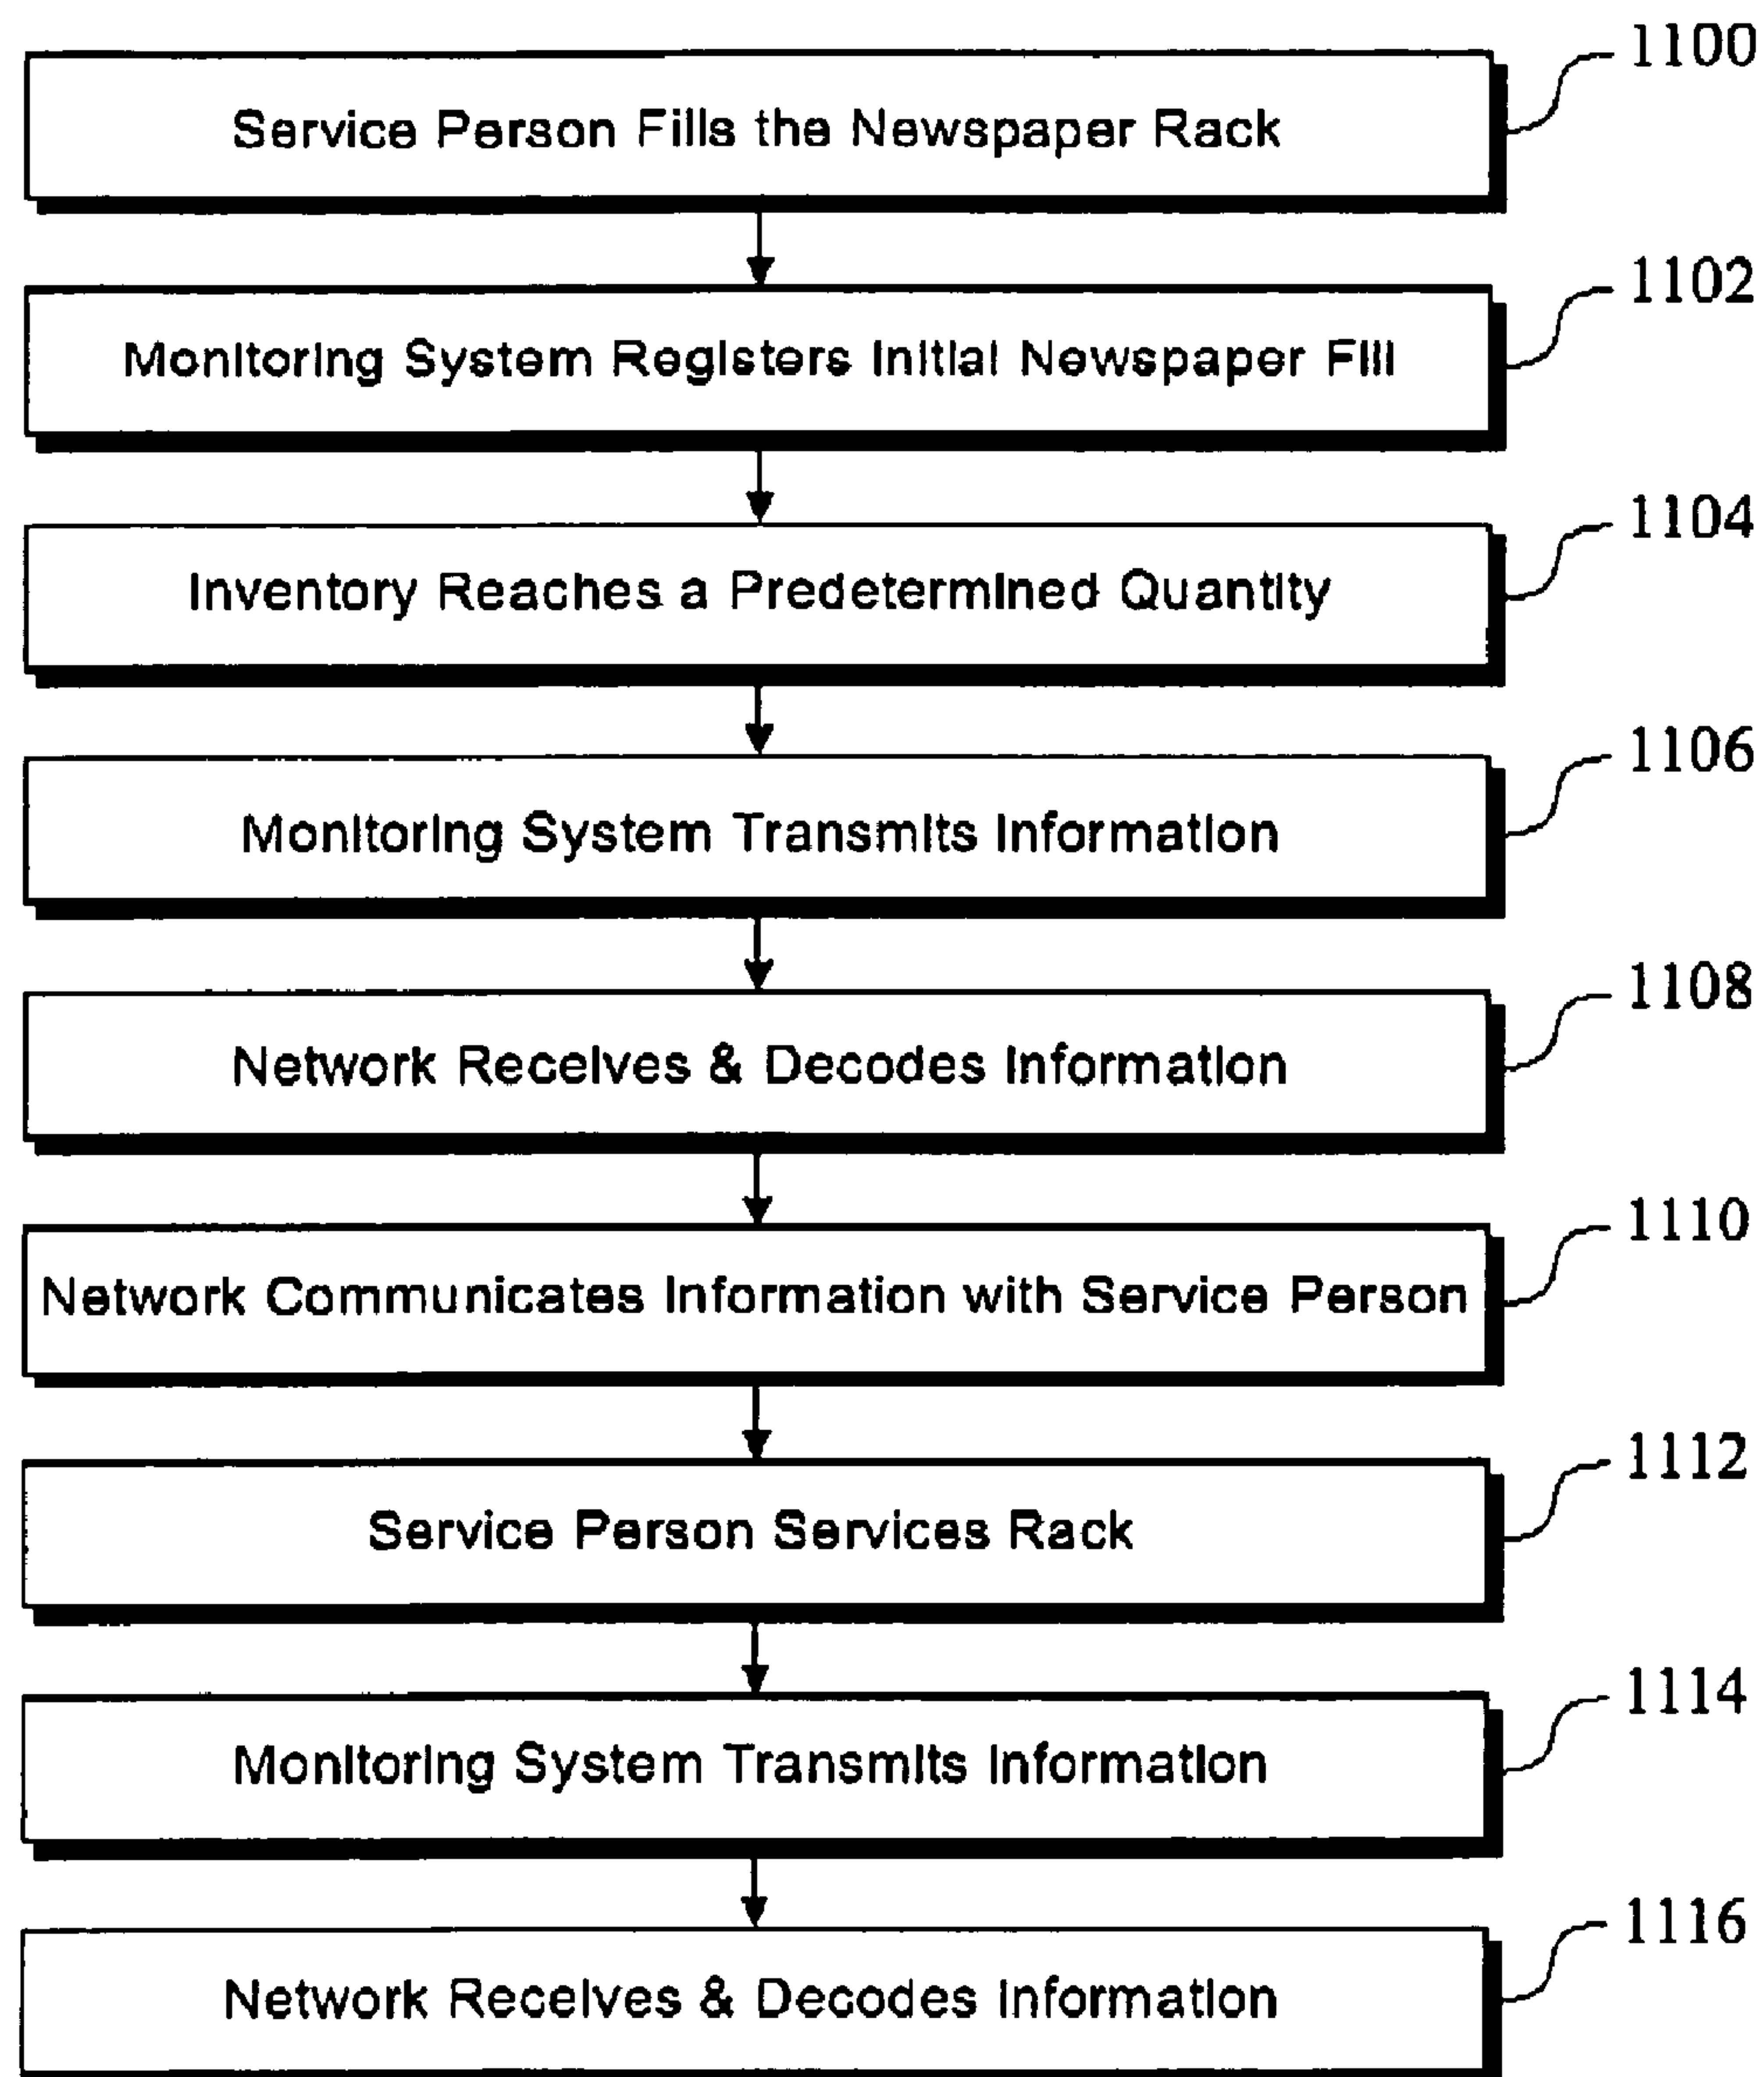 Service Person Fills the Newspaper Rack
1100
Monitoring System Registers Initial Newspaper Fill
1102
Inventory Reaches a Predetermined Quantity
1104
Monitoring System Transmits Information
1106
Network Receives & Decodes Information
1108
Network Communicates Information with Service Person
1110
Service Person Services Rack
1112
Monitoring System Transmits Information
1114
Network Receives & Decodes Information
1116